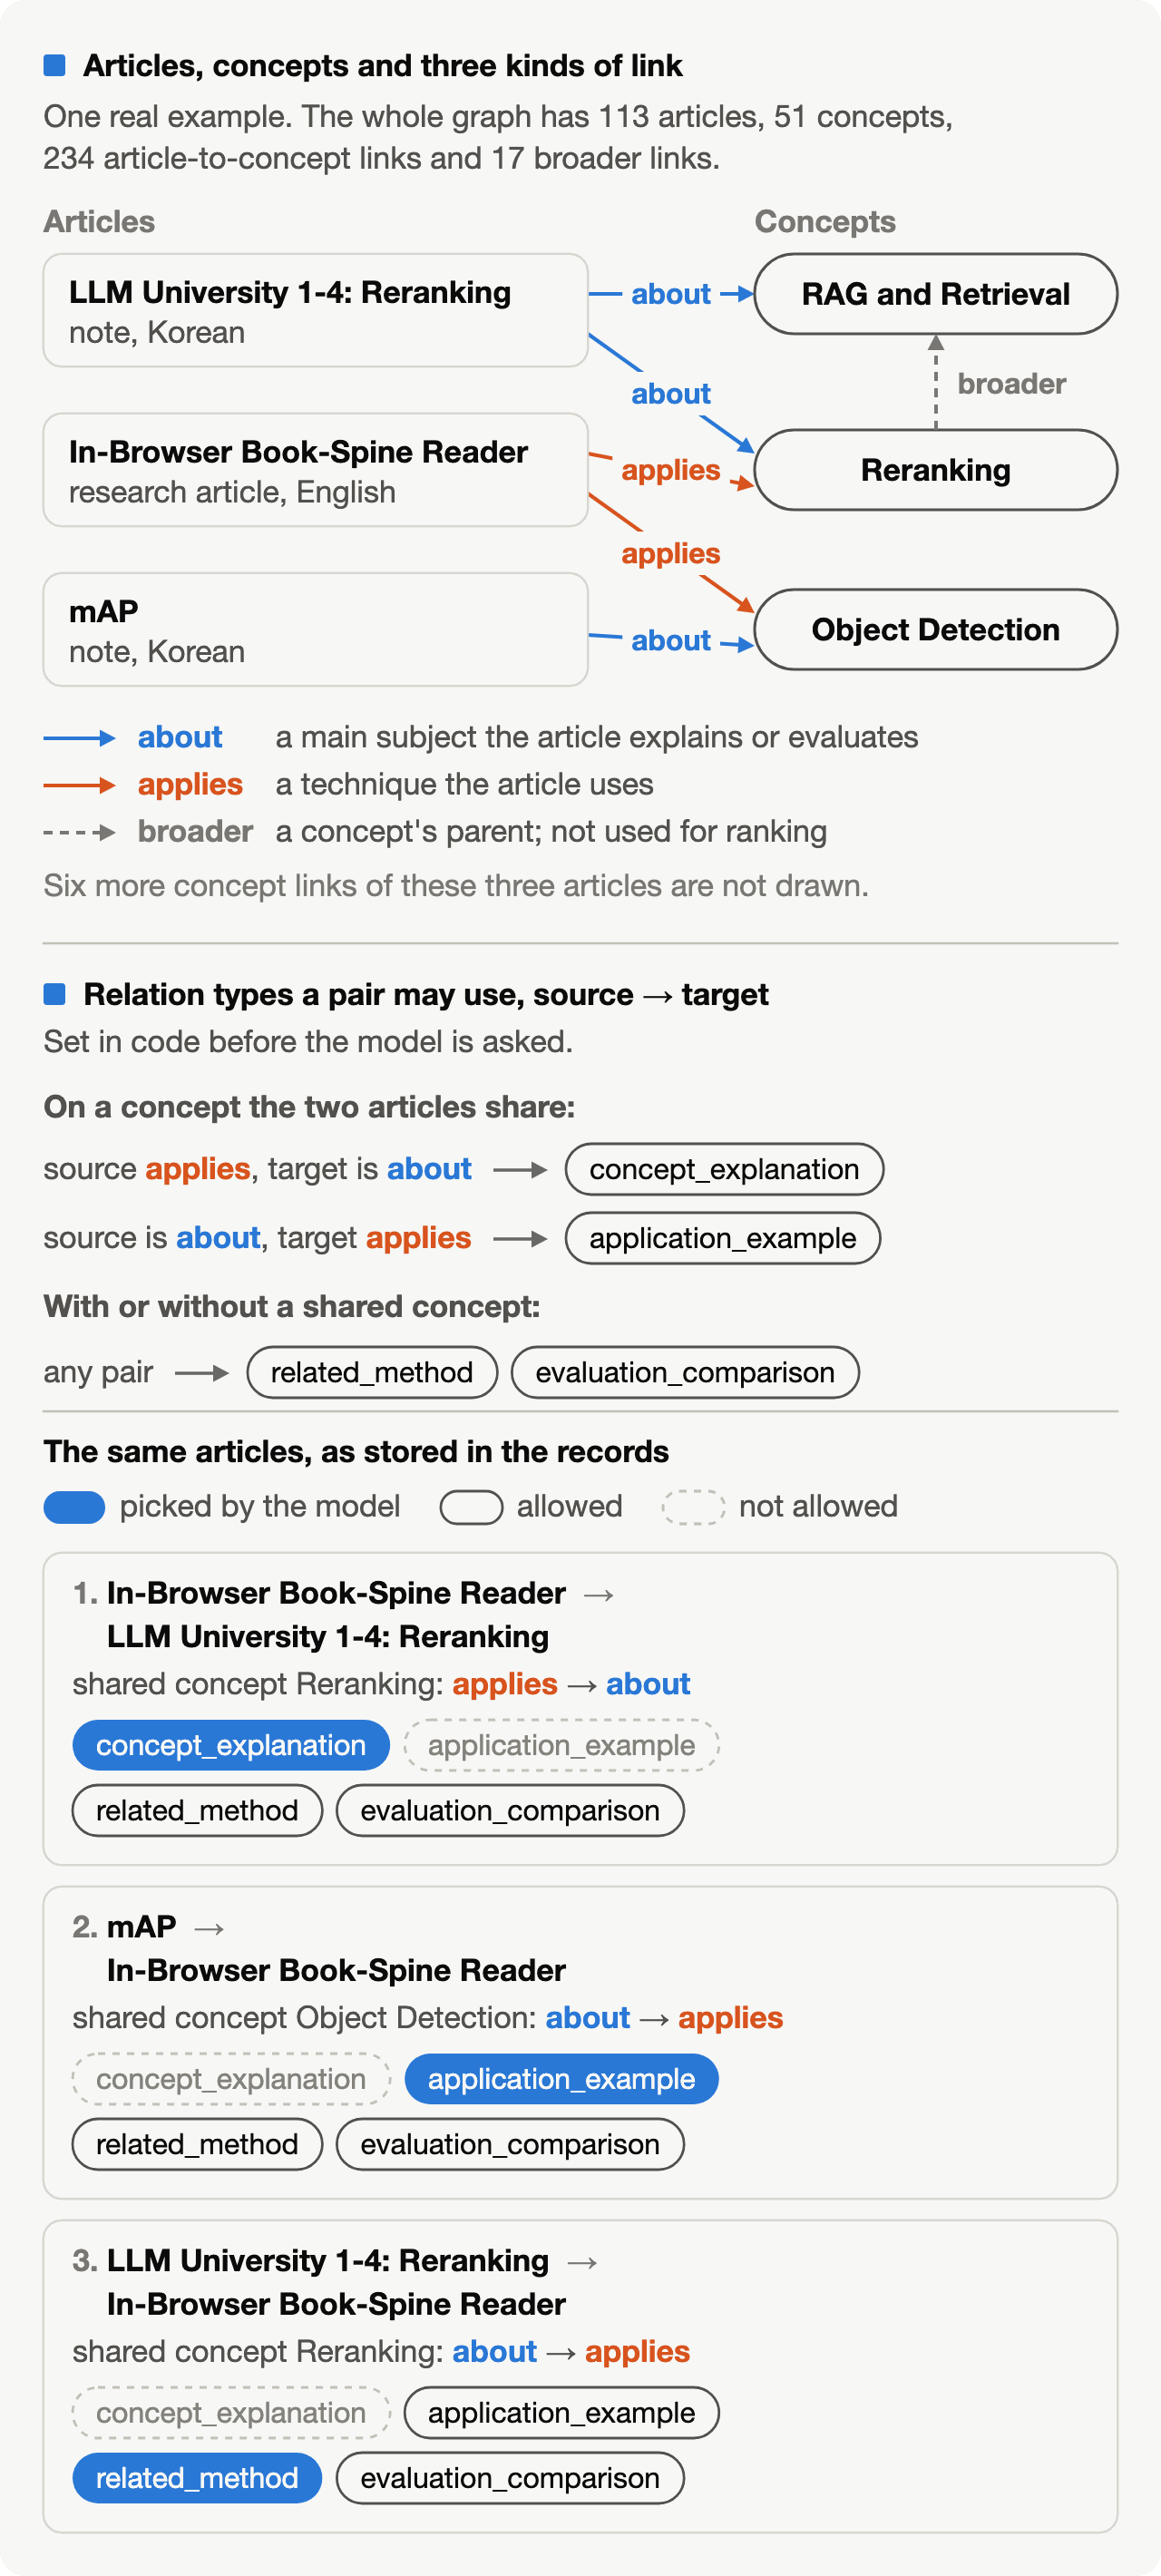 Articles, concepts and three kinds of link
One real example. The whole graph has 113 articles, 51 concepts,
234 article-to-concept links and 17 broader links.
Articles
Concepts
LLM University 1-4: Reranking
note, Korean
about
RAG and Retrieval
about
broader
In-Browser Book-Spine Reader
research article, English
applies
Reranking
applies
mAP
note, Korean
about
Object Detection
about a main subject the article explains or evaluates
applies a technique the article uses
broader a concept's parent; not used for ranking
Six more concept links of these three articles are not drawn.
Relation types a pair may use, source → target
Set in code before the model is asked.
On a concept the two articles share:
source applies, target is about → concept_explanation
source is about, target applies → application_example
With or without a shared concept:
any pair → related_method evaluation_comparison
The same articles, as stored in the records
picked by the model allowed not allowed
1. In-Browser Book-Spine Reader →
LLM University 1-4: Reranking
shared concept Reranking: applies → about
concept_explanation application_example
related_method evaluation_comparison
2. mAP →
In-Browser Book-Spine Reader
shared concept Object Detection: about → applies
concept_explanation application_example
related_method evaluation_comparison
3. LLM University 1-4: Reranking →
In-Browser Book-Spine Reader
shared concept Reranking: about → applies
concept_explanation application_example
related_method evaluation_comparison